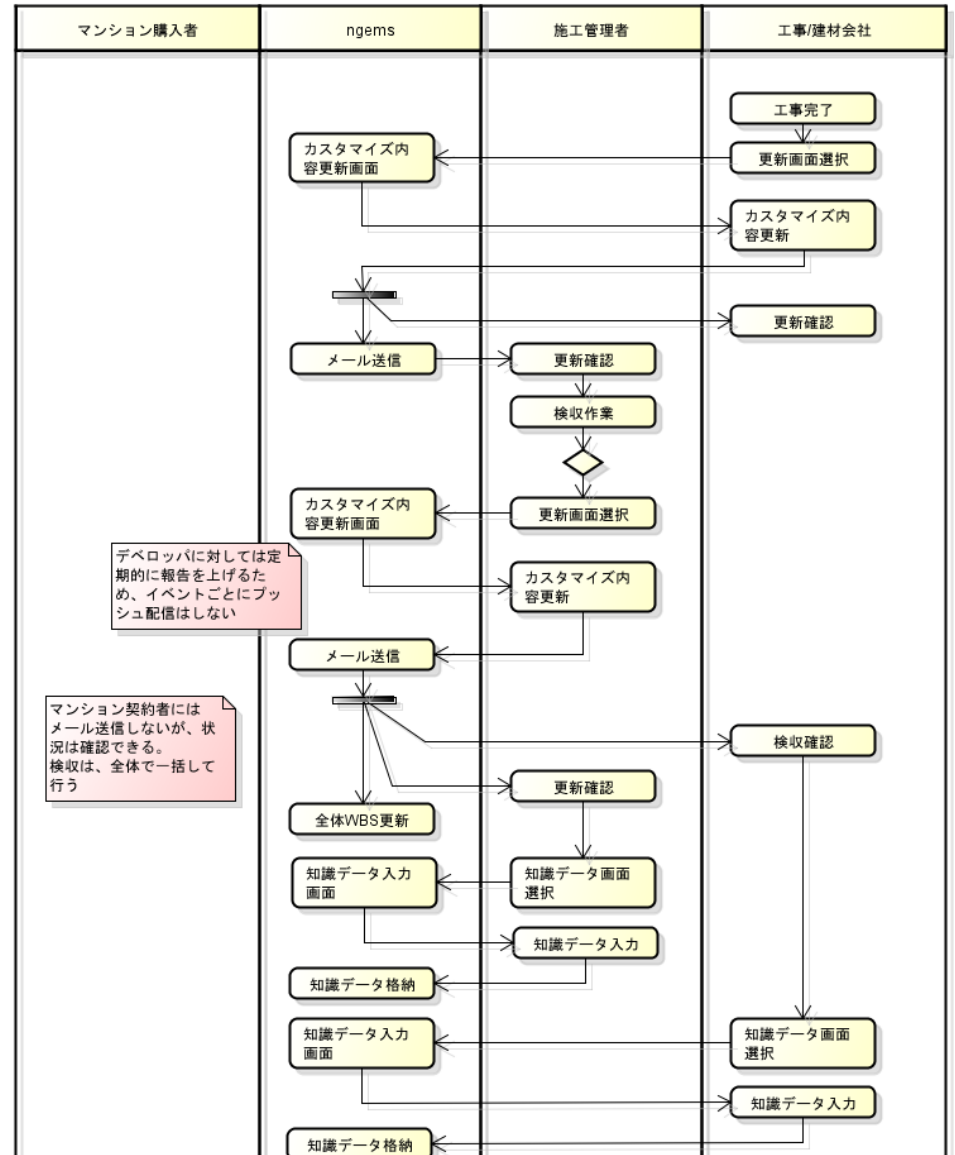 マンション購入者
ngems
施工管理者
工事/建材会社
工事完了
カスタマイズ内
容更新画面
更新画面選択
カスタマイズ内
容更新
更新確認
メール送信
更新確認
検収作業
カスタマイズ内
容更新画面
更新画面選択
デベロッパに対しては定
期的に報告を上げるた
め、イベントごとにプッ
シュ配信はしない
カスタマイズ内
容更新
メール送信
マンション契約者には
メール送信しないが、状
況は確認できる。
検収は、全体で一括して
行う
検収確認
更新確認
全体WBS更新
知識データ入力
画面
知識データ画面
選択
知識データ入力
知識データ格納
知識データ入力
画面
知識データ画面
選択
知識データ入力
知識データ格納